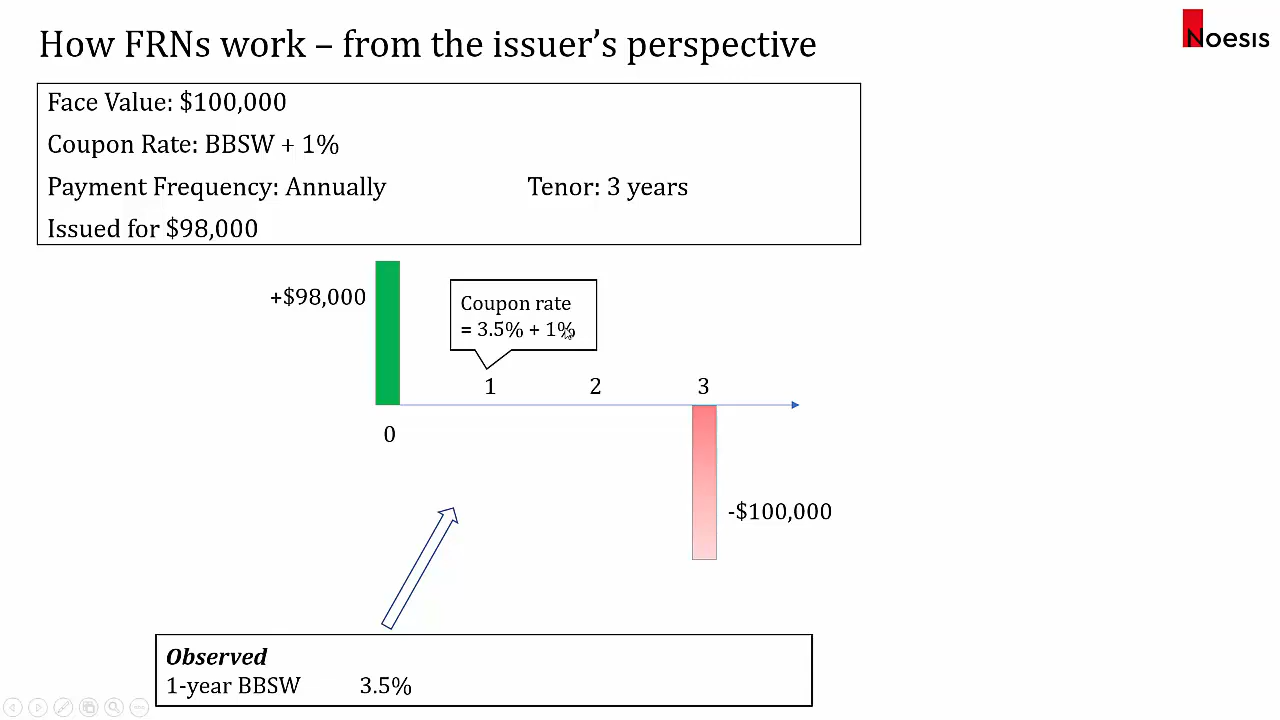 How FRNs work – from the issuer's perspective
Noesis
Face Value: $100,000
Coupon Rate: BBSW + 1%
Payment Frequency: Annually Tenor: 3 years
Issued for $98,000
+$98,000
Coupon rate
= 3.5% + 1%
1 2 3
0
-$100,000
Observed
1-year BBSW 3.5%